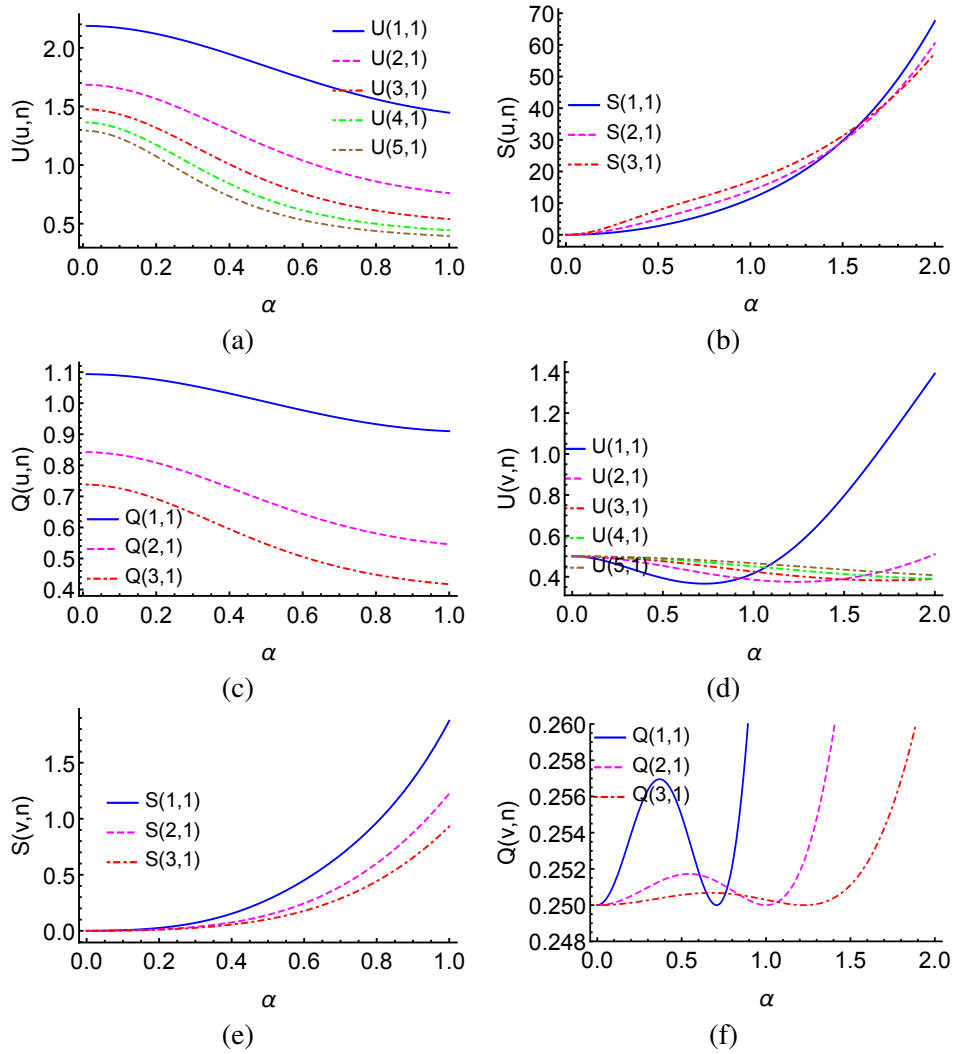 U(u,n)
2.0
1.5
1.0
0.5
U(1,1)
U(2,1)
U(3,1)
U(4,1)
U(5,1)
0.0 0.2 0.4 0.6 0.8 1.0
α
(a)
S(u,n)
70
60
50
40
30
20
10
0
S(1,1)
S(2,1)
S(3,1)
0.0 0.5 1.0 1.5 2.0
α
(b)
Q(u,n)
1.1
1.0
0.9
0.8
0.7
0.6
0.5
0.4
Q(1,1)
Q(2,1)
Q(3,1)
0.0 0.2 0.4 0.6 0.8 1.0
α
(c)
U(v,n)
1.4
1.2
1.0
0.8
0.6
0.4
U(1,1)
U(2,1)
U(3,1)
U(4,1)
U(5,1)
0.0 0.5 1.0 1.5 2.0
α
(d)
S(v,n)
1.5
1.0
0.5
0.0
S(1,1)
S(2,1)
S(3,1)
0.0 0.2 0.4 0.6 0.8 1.0
α
(e)
Q(v,n)
0.260
0.258
0.256
0.254
0.252
0.250
0.248
Q(1,1)
Q(2,1)
Q(3,1)
0.0 0.5 1.0 1.5 2.0
α
(f)